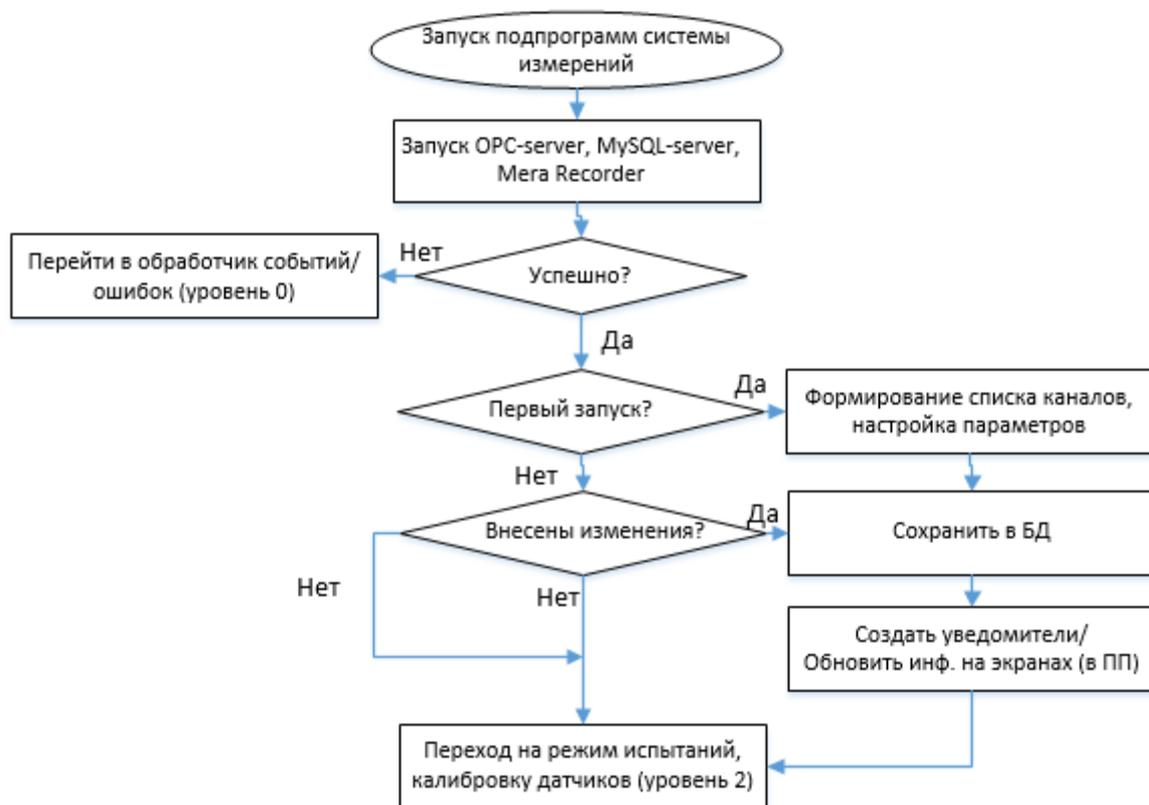 Запуск подпрограмм системы
измерений
Запуск OPC-server, MySQL-server,
Mera Recorder
Нет
Перейти в обработчик событий/
ошибок (уровень 0)
Успешно?
Да
Первый запуск?
Да
Формирование списка каналов,
настройка параметров
Нет
Внесены изменения?
Да
Сохранить в БД
Нет
Нет
Создать уведомители/
Обновить инф. на экранах (в ПП)
Переход на режим испытаний,
калибровку датчиков (уровень 2)